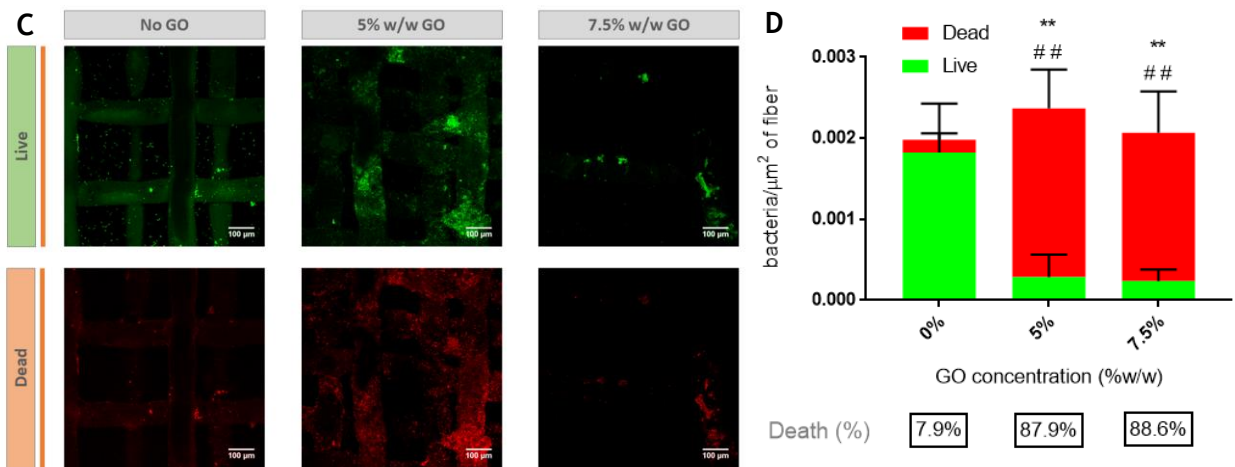 C
No GO
5% w/w GO
7.5% w/w GO
Live
100 µm
100 µm
100 µm
Dead
100 µm
100 µm
100 µm
D
Dead
Live
**
##
**
##
bacteria/µm² of fiber
0.003
0.002
0.001
0.000
0%
5%
7.5%
GO concentration (%w/w)
Death (%)
7.9%
87.9%
88.6%